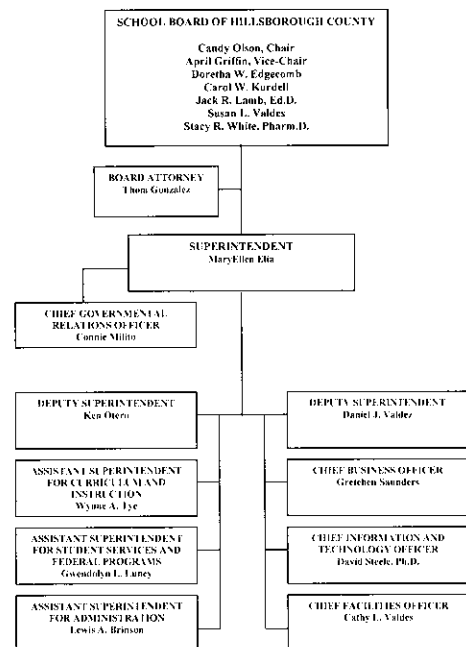 SCHOOL BOARD OF HILLSBOROUGH COUNTY
Candy Olson, Chair
April Griffin, Vice-Chair
Doretha W. Edgecomb
Carol W. Kurdell
Jack R. Lamb, Ed.D.
Susan L. Valdes
Stacy R. White, Pharm.D.
BOARD ATTORNEY
Thom Gonzalez
SUPERINTENDENT
MaryEllen Elia
CHIEF GOVERNMENTAL
RELATIONS OFFICER
Connie Milito
DEPUTY SUPERINTENDENT
Ken Otero
DEPUTY SUPERINTENDENT
Daniel J. Valdez
ASSISTANT SUPERINTENDENT
FOR CURRICULUM AND
INSTRUCTION
Wynne A. Tye
CHIEF BUSINESS OFFICER
Gretchen Saunders
ASSISTANT SUPERINTENDENT
FOR STUDENT SERVICES AND
FEDERAL PROGRAMS
Gwendolyn L. Luney
CHIEF INFORMATION AND
TECHNOLOGY OFFICER
David Steele, Ph.D.
ASSISTANT SUPERINTENDENT
FOR ADMINISTRATION
Lewis A. Brinson
CHIEF FACILITIES OFFICER
Cathy L. Valdes